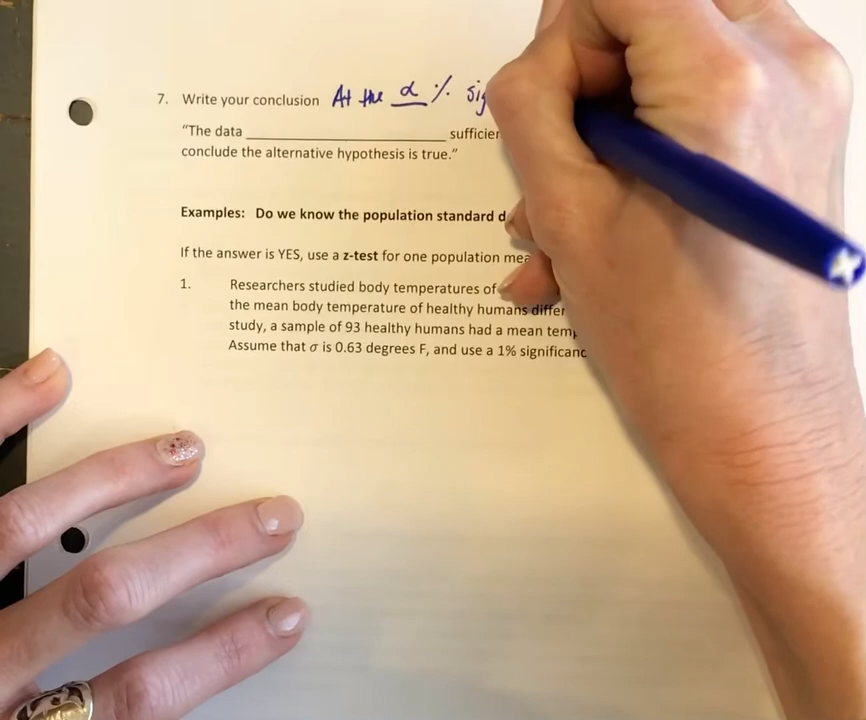 7. Write your conclusion At the α % sig
"The data ____________________ sufficien
conclude the alternative hypothesis is true."
Examples: Do we know the population standard d
If the answer is YES, use a z-test for one population mea
1. Researchers studied body temperatures of
the mean body temperature of healthy humans differ
study, a sample of 93 healthy humans had a mean temp
Assume that σ is 0.63 degrees F, and use a 1% significanc